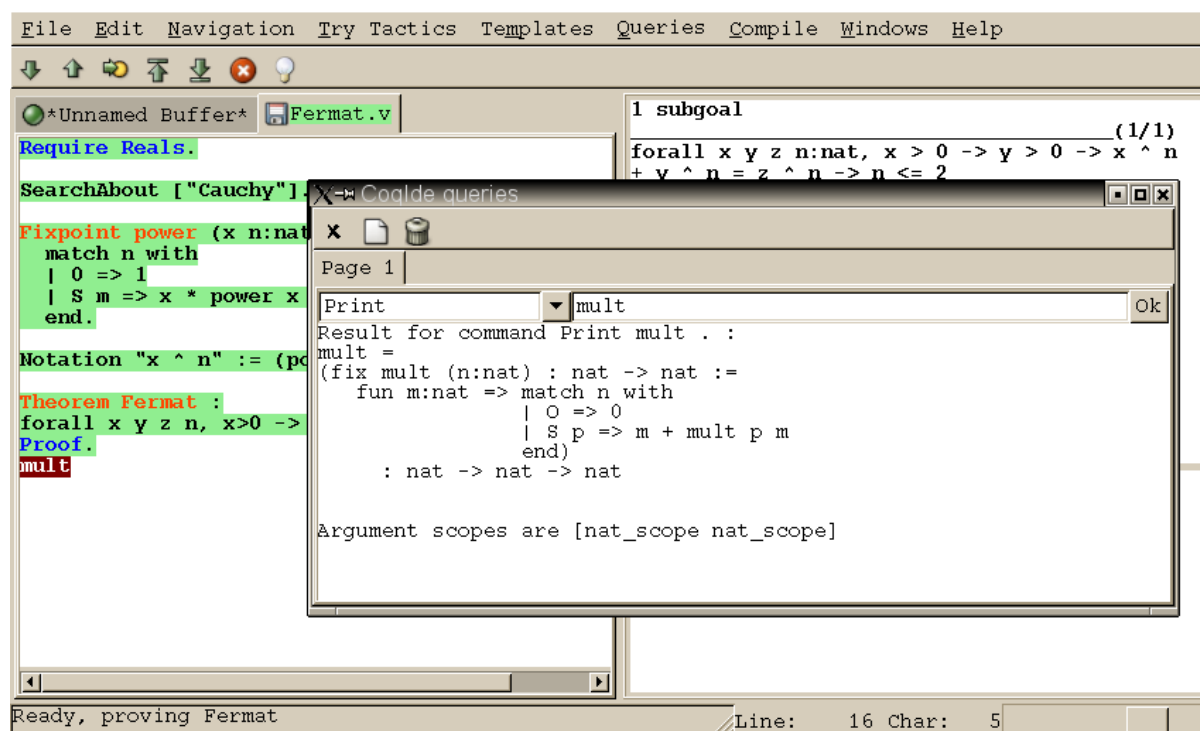 File Edit Navigation Try Tactics Templates Queries Compile Windows Help
*Unnamed Buffer* Fermat.v
Require Reals.
SearchAbout ["Cauchy"].
Fixpoint power (x n:nat
match n with
| O => 1
| S m => x * power x
end.
Notation "x ^ n" := (po
Theorem Fermat :
forall x y z n, x>0 ->
Proof.
mult
1 subgoal
(1/1)
forall x y z n:nat, x > 0 -> y > 0 -> x ^ n
+ y ^ n = z ^ n -> n <= 2
CoqIde queries
Page 1
Print mult Ok
Result for command Print mult . :
mult =
(fix mult (n:nat) : nat -> nat :=
fun m:nat => match n with
| O => 0
| S p => m + mult p m
end)
: nat -> nat -> nat
Argument scopes are [nat_scope nat_scope]
Ready, proving Fermat Line: 16 Char: 5